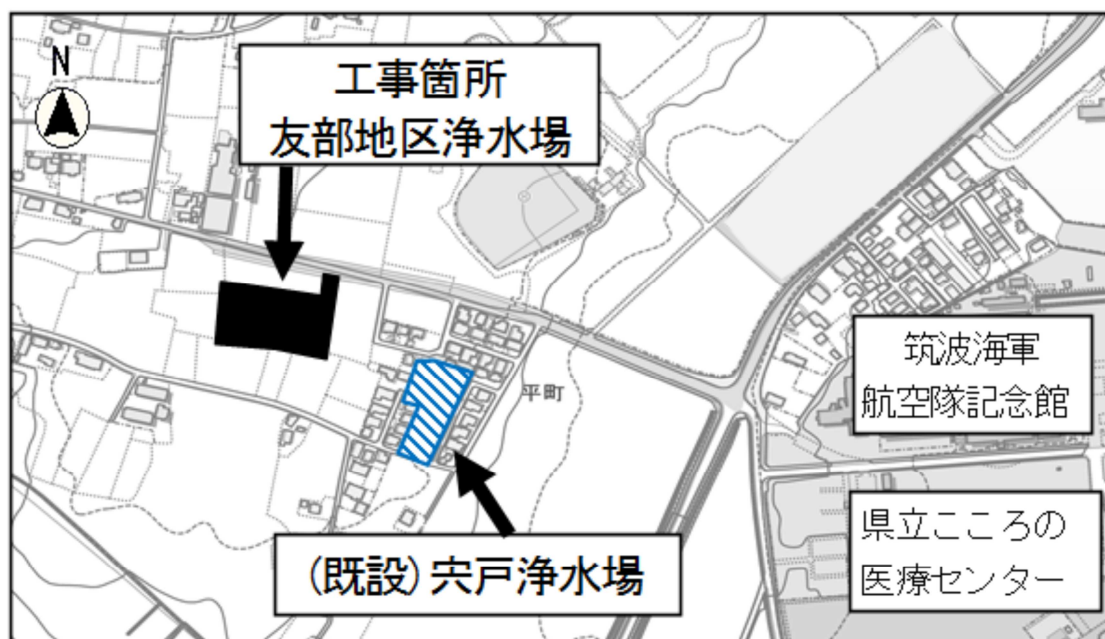 N
工事箇所
友部地区浄水場
平町
筑波海軍
航空隊記念館
(既設)宍戸浄水場
県立こころの
医療センター